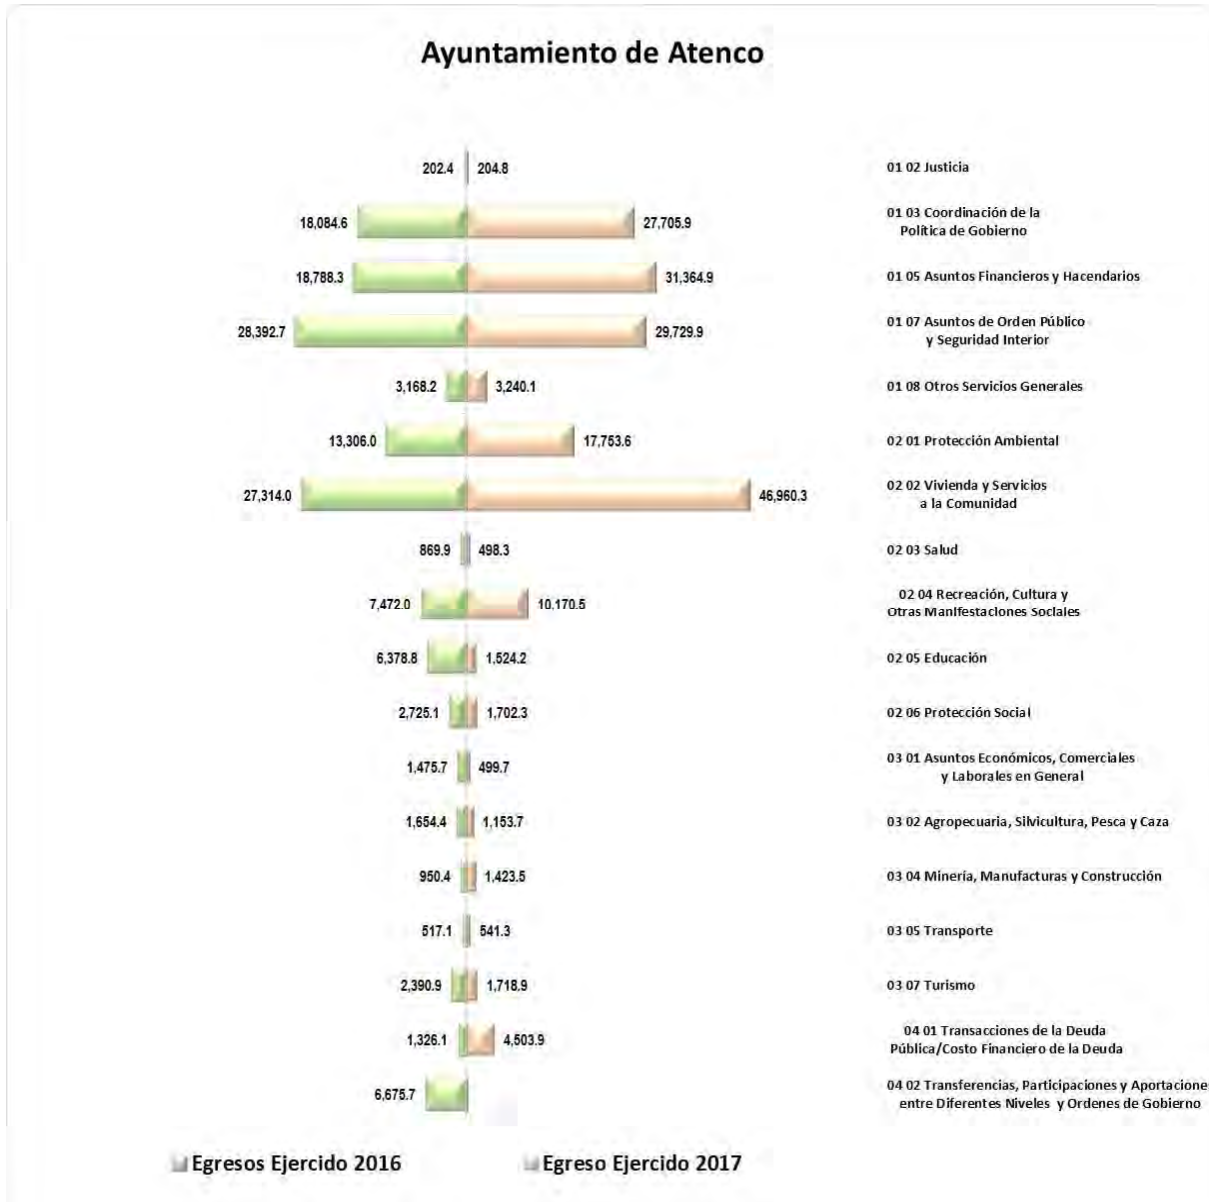 Ayuntamiento de Atenco
202.4 204.8 01 02 Justicia
18,084.6 27,705.9 01 03 Coordinación de la
Política de Gobierno
18,788.3 31,364.9 01 05 Asuntos Financieros y Hacendarios
28,392.7 29,729.9 01 07 Asuntos de Orden Público
y Seguridad Interior
3,168.2 3,240.1 01 08 Otros Servicios Generales
13,306.0 17,753.6 02 01 Protección Ambiental
27,314.0 46,960.3 02 02 Vivienda y Servicios
a la Comunidad
869.9 498.3 02 03 Salud
7,472.0 10,170.5 02 04 Recreación, Cultura y
Otras Manifestaciones Sociales
6,378.8 1,524.2 02 05 Educación
2,725.1 1,702.3 02 06 Protección Social
1,475.7 499.7 03 01 Asuntos Económicos, Comerciales
y Laborales en General
1,654.4 1,153.7 03 02 Agropecuaria, Silvicultura, Pesca y Caza
950.4 1,423.5 03 04 Minería, Manufacturas y Construcción
517.1 541.3 03 05 Transporte
2,390.9 1,718.9 03 07 Turismo
1,326.1 4,503.9 04 01 Transacciones de la Deuda
Pública/Costo Financiero de la Deuda
6,675.7 04 02 Transferencias, Participaciones y Aportacione
entre Diferentes Niveles y Ordenes de Gobierno
Egresos Ejercido 2016 Egreso Ejercido 2017